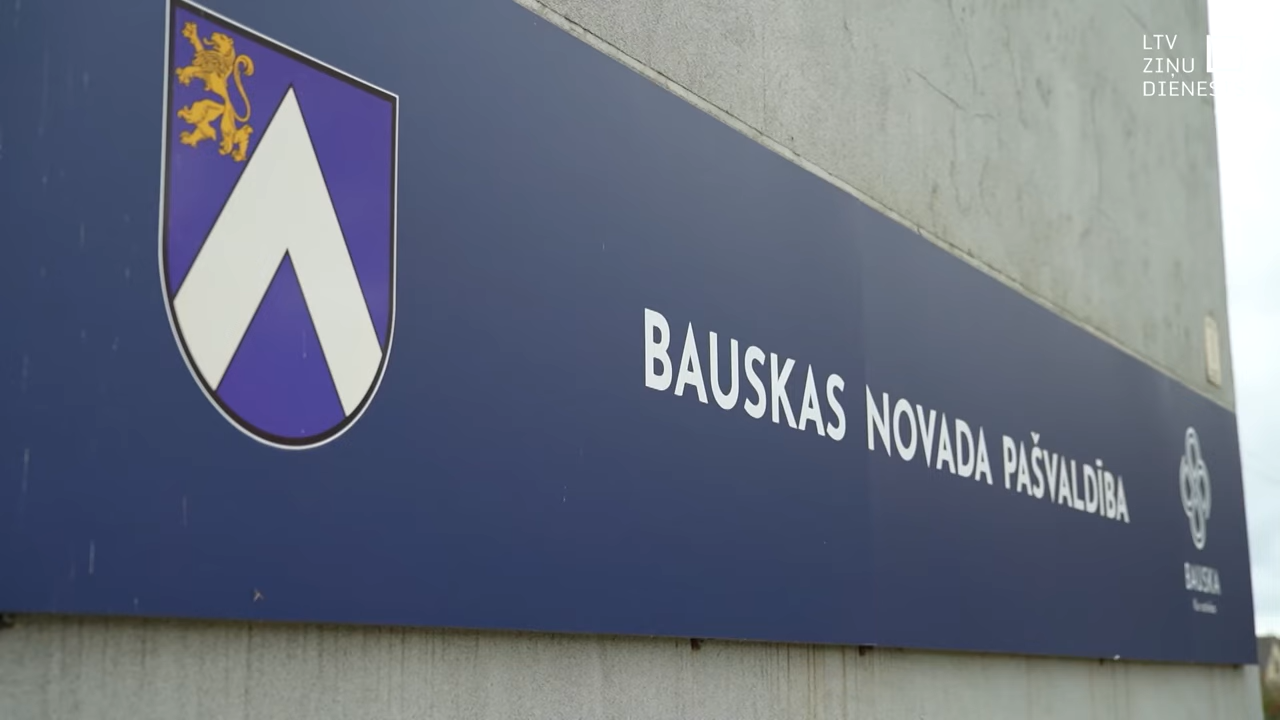 LTV
ZIŅU
DIENES
BAUSKAS NOVADA PAŠVALDĪBA
BAUSKA